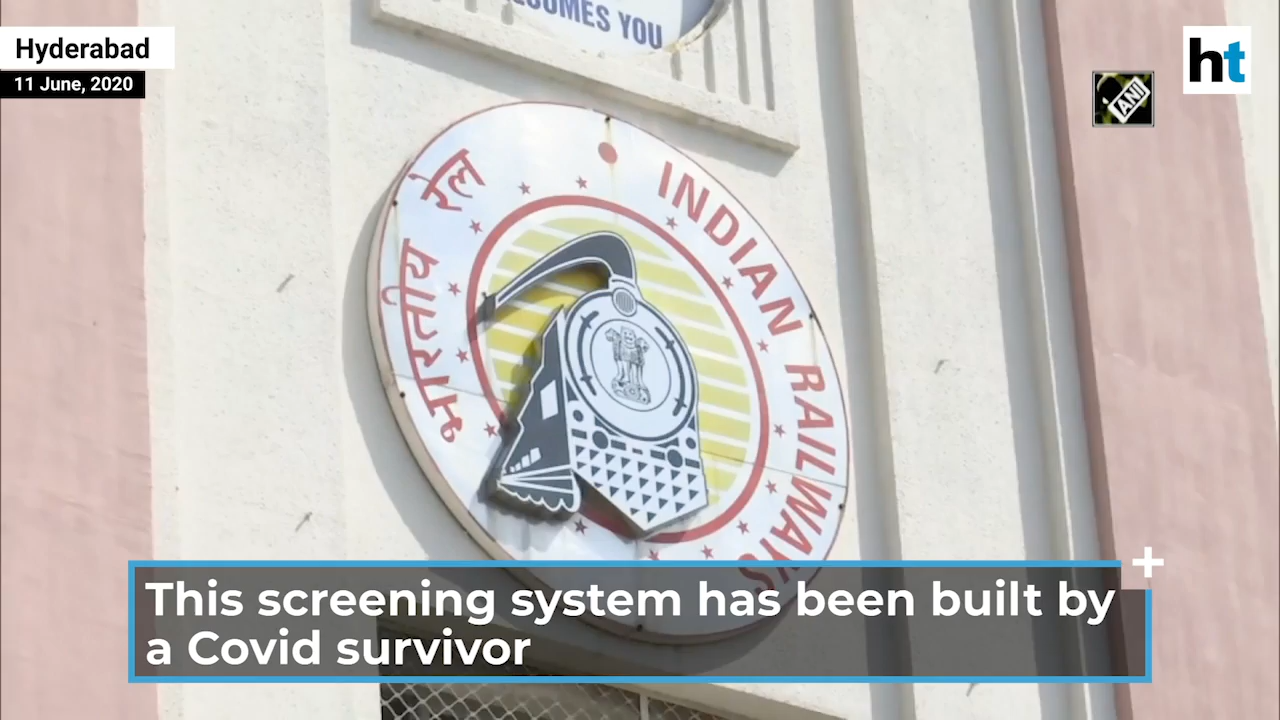 COMES YOU
Hyderabad
11 June, 2020
ht
ANI
भारतीय रेल
INDIAN RAILWAYS
This screening system has been built by
a Covid survivor